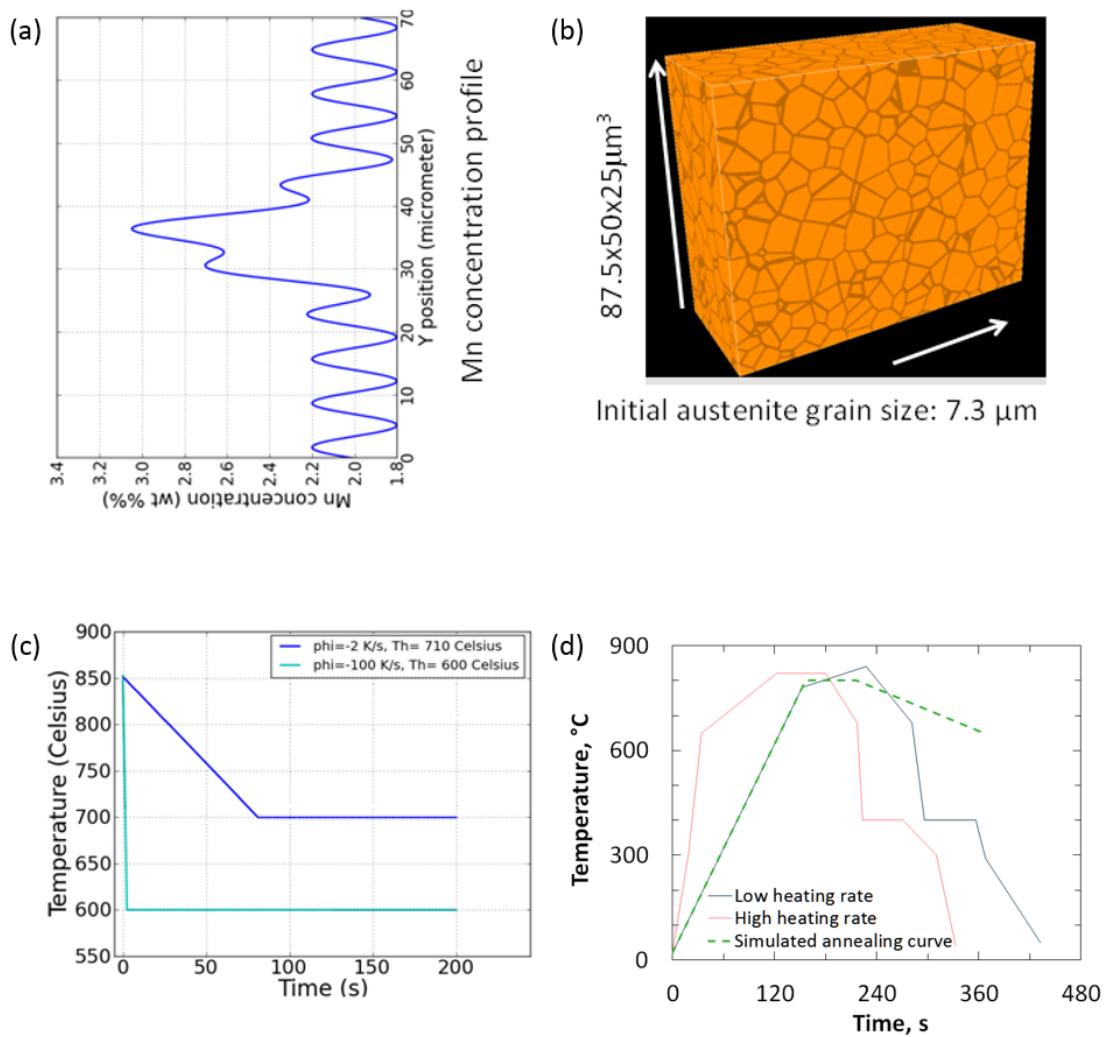 (a)
3.4
3.2
3.0
2.8
2.6
2.4
2.2
2.0
1.8
Mn concentration (wt %%)
0
10
20
30
40
50
60
70
Y position (micrometer)
Mn concentration profile
(b)
87.5x50x25µm³
Initial austenite grain size: 7.3 µm
(c)
900
850
800
750
700
650
600
550
Temperature (Celsius)
phi=-2 K/s, Th= 710 Celsius
phi=-100 K/s, Th= 600 Celsius
0
50
100
150
200
Time (s)
(d)
900
600
300
0
Temperature, °C
Low heating rate
High heating rate
Simulated annealing curve
0
120
240
360
480
Time, s